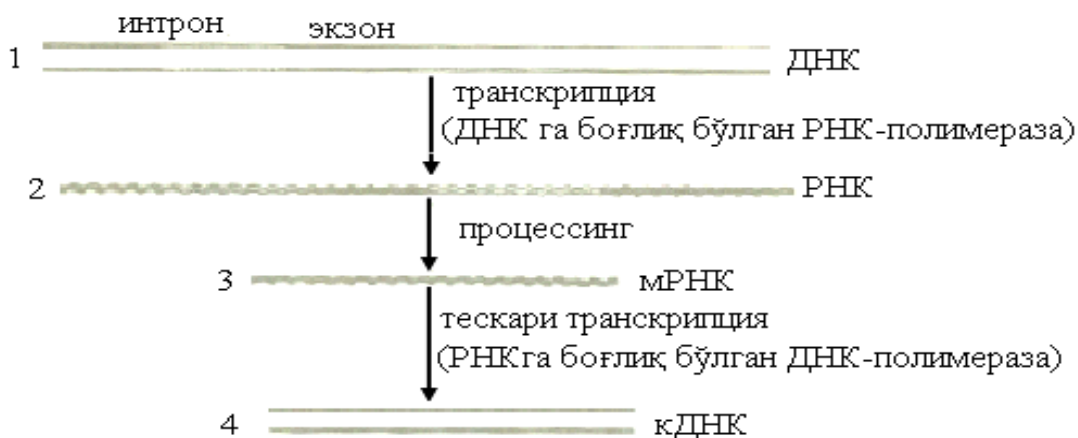 интрон экзон
1 ДНК
транскрипция
(ДНК га боғлиқ бўлган РНК-полимераза)
2 РНК
процессинг
3 мРНК
тескари транскрипция
(РНКга боғлиқ бўлган ДНК-полимераза)
4 кДНК